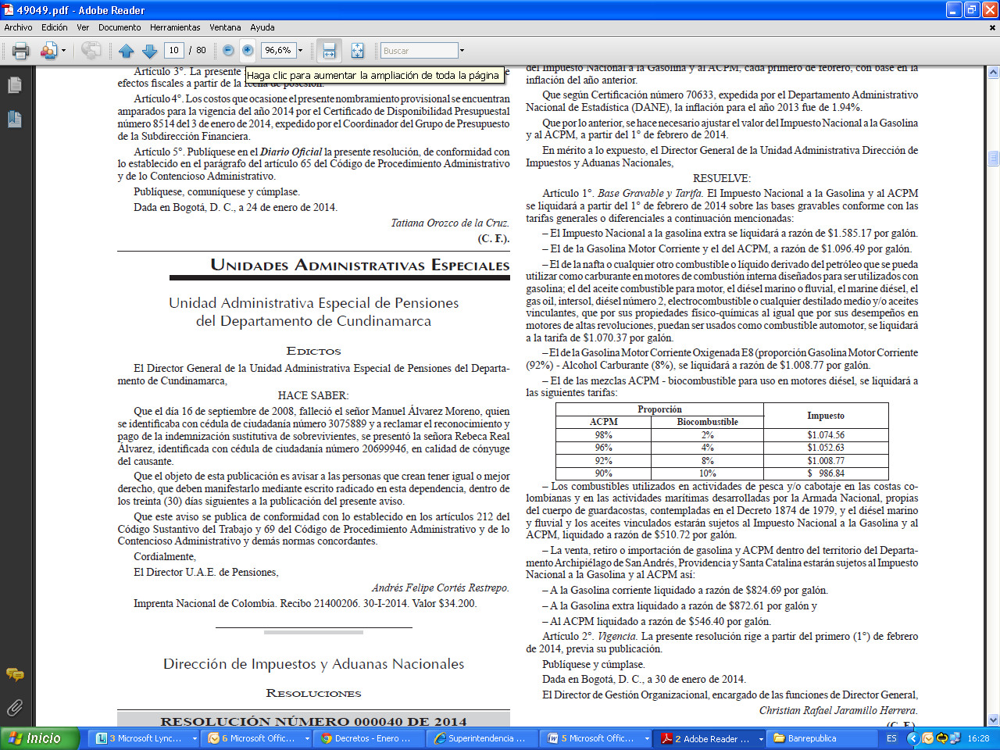 49049.pdf - Adobe Reader
Archivo Edición Ver Documento Herramientas Ventana Ayuda
10 / 80 96,6% Buscar
Haga clic para aumentar la ampliación de toda la página
Artículo 3°. La presente
efectos fiscales a partir de la fecha de posesión.
Artículo 4°. Los costos que ocasione el presente nombramiento provisional se encuentran
amparados para la vigencia del año 2014 por el Certificado de Disponibilidad Presupuestal
número 8514 del 3 de enero de 2014, expedido por el Coordinador del Grupo de Presupuesto
de la Subdirección Financiera.
Artículo 5°. Publíquese en el Diario Oficial la presente resolución, de conformidad con
lo establecido en el parágrafo del artículo 65 del Código de Procedimiento Administrativo
y de lo Contencioso Administrativo.
Publíquese, comuníquese y cúmplase.
Dada en Bogotá, D. C., a 24 de enero de 2014.
Tatiana Orozco de la Cruz.
(C. F.).
UNIDADES ADMINISTRATIVAS ESPECIALES
Unidad Administrativa Especial de Pensiones
del Departamento de Cundinamarca
EDICTOS
El Director General de la Unidad Administrativa Especial de Pensiones del Departa-
mento de Cundinamarca,
HACE SABER:
Que el día 16 de septiembre de 2008, falleció el señor Manuel Álvarez Moreno, quien
se identificaba con cédula de ciudadanía número 3075889 y a reclamar el reconocimiento y
pago de la indemnización sustitutiva de sobrevivientes, se presentó la señora Rebeca Real
Álvarez, identificada con cédula de ciudadanía número 20699946, en calidad de cónyuge
del causante.
Que el objeto de esta publicación es avisar a las personas que crean tener igual o mejor
derecho, que deben manifestarlo mediante escrito radicado en esta dependencia, dentro de
los treinta (30) días siguientes a la publicación del presente aviso.
Que este aviso se publica de conformidad con lo establecido en los artículos 212 del
Código Sustantivo del Trabajo y 69 del Código de Procedimiento Administrativo y de lo
Contencioso Administrativo y demás normas concordantes.
Cordialmente,
El Director U.A.E. de Pensiones,
Andrés Felipe Cortés Restrepo.
Imprenta Nacional de Colombia. Recibo 21400206. 30-I-2014. Valor $34.200.
Dirección de Impuestos y Aduanas Nacionales
RESOLUCIONES
RESOLUCIÓN NÚMERO 000040 DE 2014
del Impuesto Nacional a la Gasolina y al ACPM, cada primero de febrero, con base en la
inflación del año anterior.
Que según Certificación número 70633, expedida por el Departamento Administrativo
Nacional de Estadística (DANE), la inflación para el año 2013 fue de 1.94%.
Que por lo anterior, se hace necesario ajustar el valor del Impuesto Nacional a la Gasolina
y al ACPM, a partir del 1° de febrero de 2014.
En mérito a lo expuesto, el Director General de la Unidad Administrativa Dirección de
Impuestos y Aduanas Nacionales,
RESUELVE:
Artículo 1°. Base Gravable y Tarifa. El Impuesto Nacional a la Gasolina y al ACPM
se liquidará a partir del 1° de febrero de 2014 sobre las bases gravables conforme con las
tarifas generales o diferenciales a continuación mencionadas:
– El Impuesto Nacional a la gasolina extra se liquidará a razón de $1.585.17 por galón.
– El de la Gasolina Motor Corriente y el del ACPM, a razón de $1.096.49 por galón.
– El de la nafta o cualquier otro combustible o líquido derivado del petróleo que se pueda
utilizar como carburante en motores de combustión interna diseñados para ser utilizados con
gasolina; el del aceite combustible para motor, el diésel marino o fluvial, el marine diésel, el
gas oil, intersol, diésel número 2, electrocombustible o cualquier destilado medio y/o aceites
vinculantes, que por sus propiedades físico-químicas al igual que por sus desempeños en
motores de altas revoluciones, puedan ser usados como combustible automotor, se liquidará
a la tarifa de $1.070.37 por galón.
– El de la Gasolina Motor Corriente Oxigenada E8 (proporción Gasolina Motor Corriente
(92%) - Alcohol Carburante (8%), se liquidará a razón de $1.008.77 por galón.
– El de las mezclas ACPM - biocombustible para uso en motores diésel, se liquidará a
las siguientes tarifas:
Proporción Impuesto
ACPM Biocombustible
98% 2% $1.074.56
96% 4% $1.052.63
92% 8% $1.008.77
90% 10% $ 986.84
– Los combustibles utilizados en actividades de pesca y/o cabotaje en las costas co-
lombianas y en las actividades marítimas desarrolladas por la Armada Nacional, propias
del cuerpo de guardacostas, contempladas en el Decreto 1874 de 1979, y el diésel marino
y fluvial y los aceites vinculados estarán sujetos al Impuesto Nacional a la Gasolina y al
ACPM, liquidado a razón de $510.72 por galón.
– La venta, retiro o importación de gasolina y ACPM dentro del territorio del Departa-
mento Archipiélago de San Andrés, Providencia y Santa Catalina estarán sujetos al Impuesto
Nacional a la Gasolina y al ACPM así:
– A la Gasolina corriente liquidado a razón de $824.69 por galón.
– A la Gasolina extra liquidado a razón de $872.61 por galón y
– Al ACPM liquidado a razón de $546.40 por galón.
Artículo 2°. Vigencia. La presente resolución rige a partir del primero (1°) de febrero
de 2014, previa su publicación.
Publíquese y cúmplase.
Dada en Bogotá, D. C., a 30 de enero de 2014.
El Director de Gestión Organizacional, encargado de las funciones de Director General,
Christian Rafael Jaramillo Herrera.
(C. F.).
Inicio 3 Microsoft Lync... 6 Microsoft Offic... Decretos - Enero ... Superintendencia ... 5 Microsoft Offic... 2 Adobe Reader ... Banrepublica ES 16:28